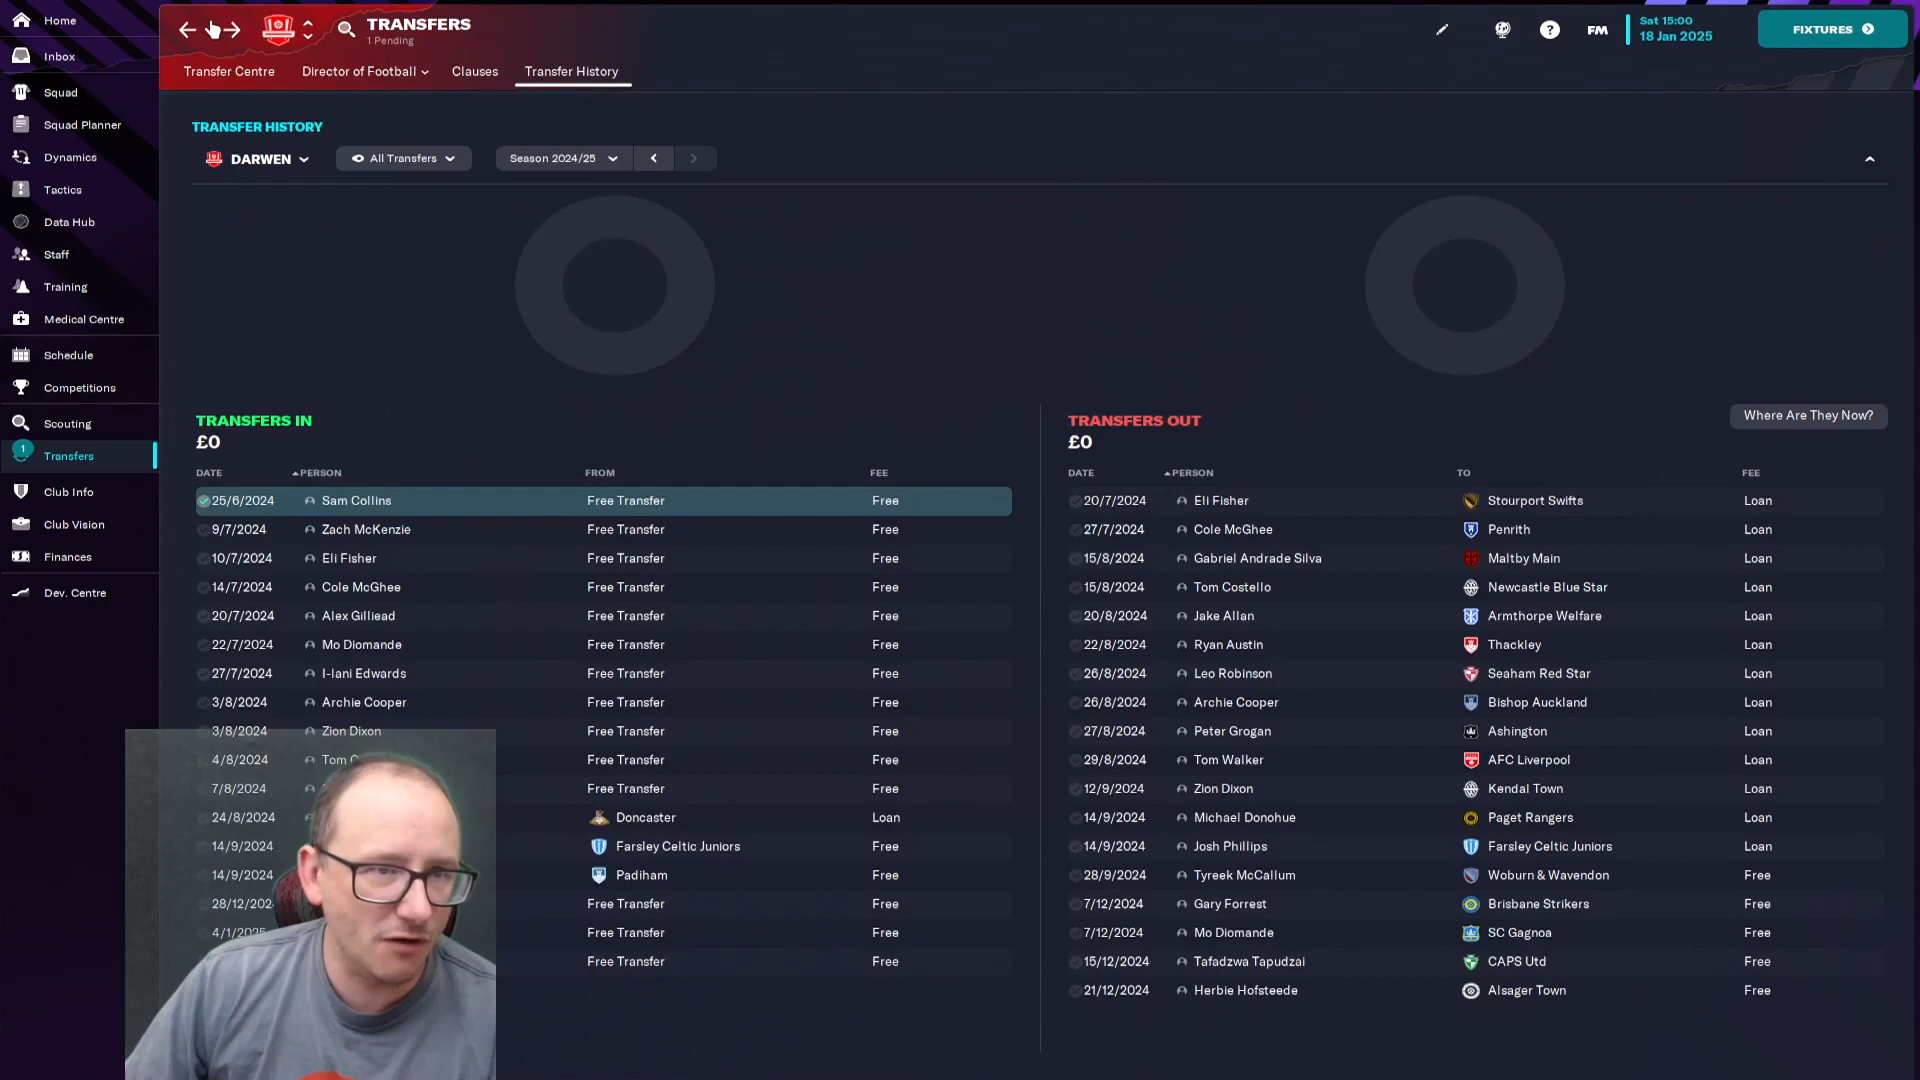 Home
Inbox
Squad
Squad Planner
Dynamics
Tactics
Data Hub
Staff
Training
Medical Centre
Schedule
Competitions
Scouting
1
Transfers
Club Info
Club Vision
Finances
Dev. Centre
TRANSFERS
1 Pending
? FM Sat 15:00
18 Jan 2025
FIXTURES
Transfer Centre Director of Football Clauses Transfer History
TRANSFER HISTORY
DARWEN All Transfers Season 2024/25
TRANSFERS IN
£0
DATE PERSON FROM FEE
25/6/2024 Sam Collins Free Transfer Free
9/7/2024 Zach McKenzie Free Transfer Free
10/7/2024 Eli Fisher Free Transfer Free
14/7/2024 Cole McGhee Free Transfer Free
20/7/2024 Alex Gilliead Free Transfer Free
22/7/2024 Mo Diomande Free Transfer Free
27/7/2024 I-lani Edwards Free Transfer Free
3/8/2024 Archie Cooper Free Transfer Free
3/8/2024 Zion Dixon Free Transfer Free
4/8/2024 Tom Free Transfer Free
7/8/2024 Free Transfer Free
24/8/2024 Doncaster Loan
14/9/2024 Farsley Celtic Juniors Free
14/9/2024 Padiham Free
28/12/202 Free Transfer Free
4/1/2025 Free Transfer Free
Free Transfer Free
TRANSFERS OUT
£0
Where Are They Now?
DATE PERSON TO FEE
20/7/2024 Eli Fisher Stourport Swifts Loan
27/7/2024 Cole McGhee Penrith Loan
15/8/2024 Gabriel Andrade Silva Maltby Main Loan
15/8/2024 Tom Costello Newcastle Blue Star Loan
20/8/2024 Jake Allan Armthorpe Welfare Loan
22/8/2024 Ryan Austin Thackley Loan
26/8/2024 Leo Robinson Seaham Red Star Loan
26/8/2024 Archie Cooper Bishop Auckland Loan
27/8/2024 Peter Grogan Ashington Loan
29/8/2024 Tom Walker AFC Liverpool Loan
12/9/2024 Zion Dixon Kendal Town Loan
14/9/2024 Michael Donohue Paget Rangers Loan
14/9/2024 Josh Phillips Farsley Celtic Juniors Loan
28/9/2024 Tyreek McCallum Woburn & Wavendon Free
7/12/2024 Gary Forrest Brisbane Strikers Free
7/12/2024 Mo Diomande SC Gagnoa Free
15/12/2024 Tafadzwa Tapudzai CAPS Utd Free
21/12/2024 Herbie Hofsteede Alsager Town Free